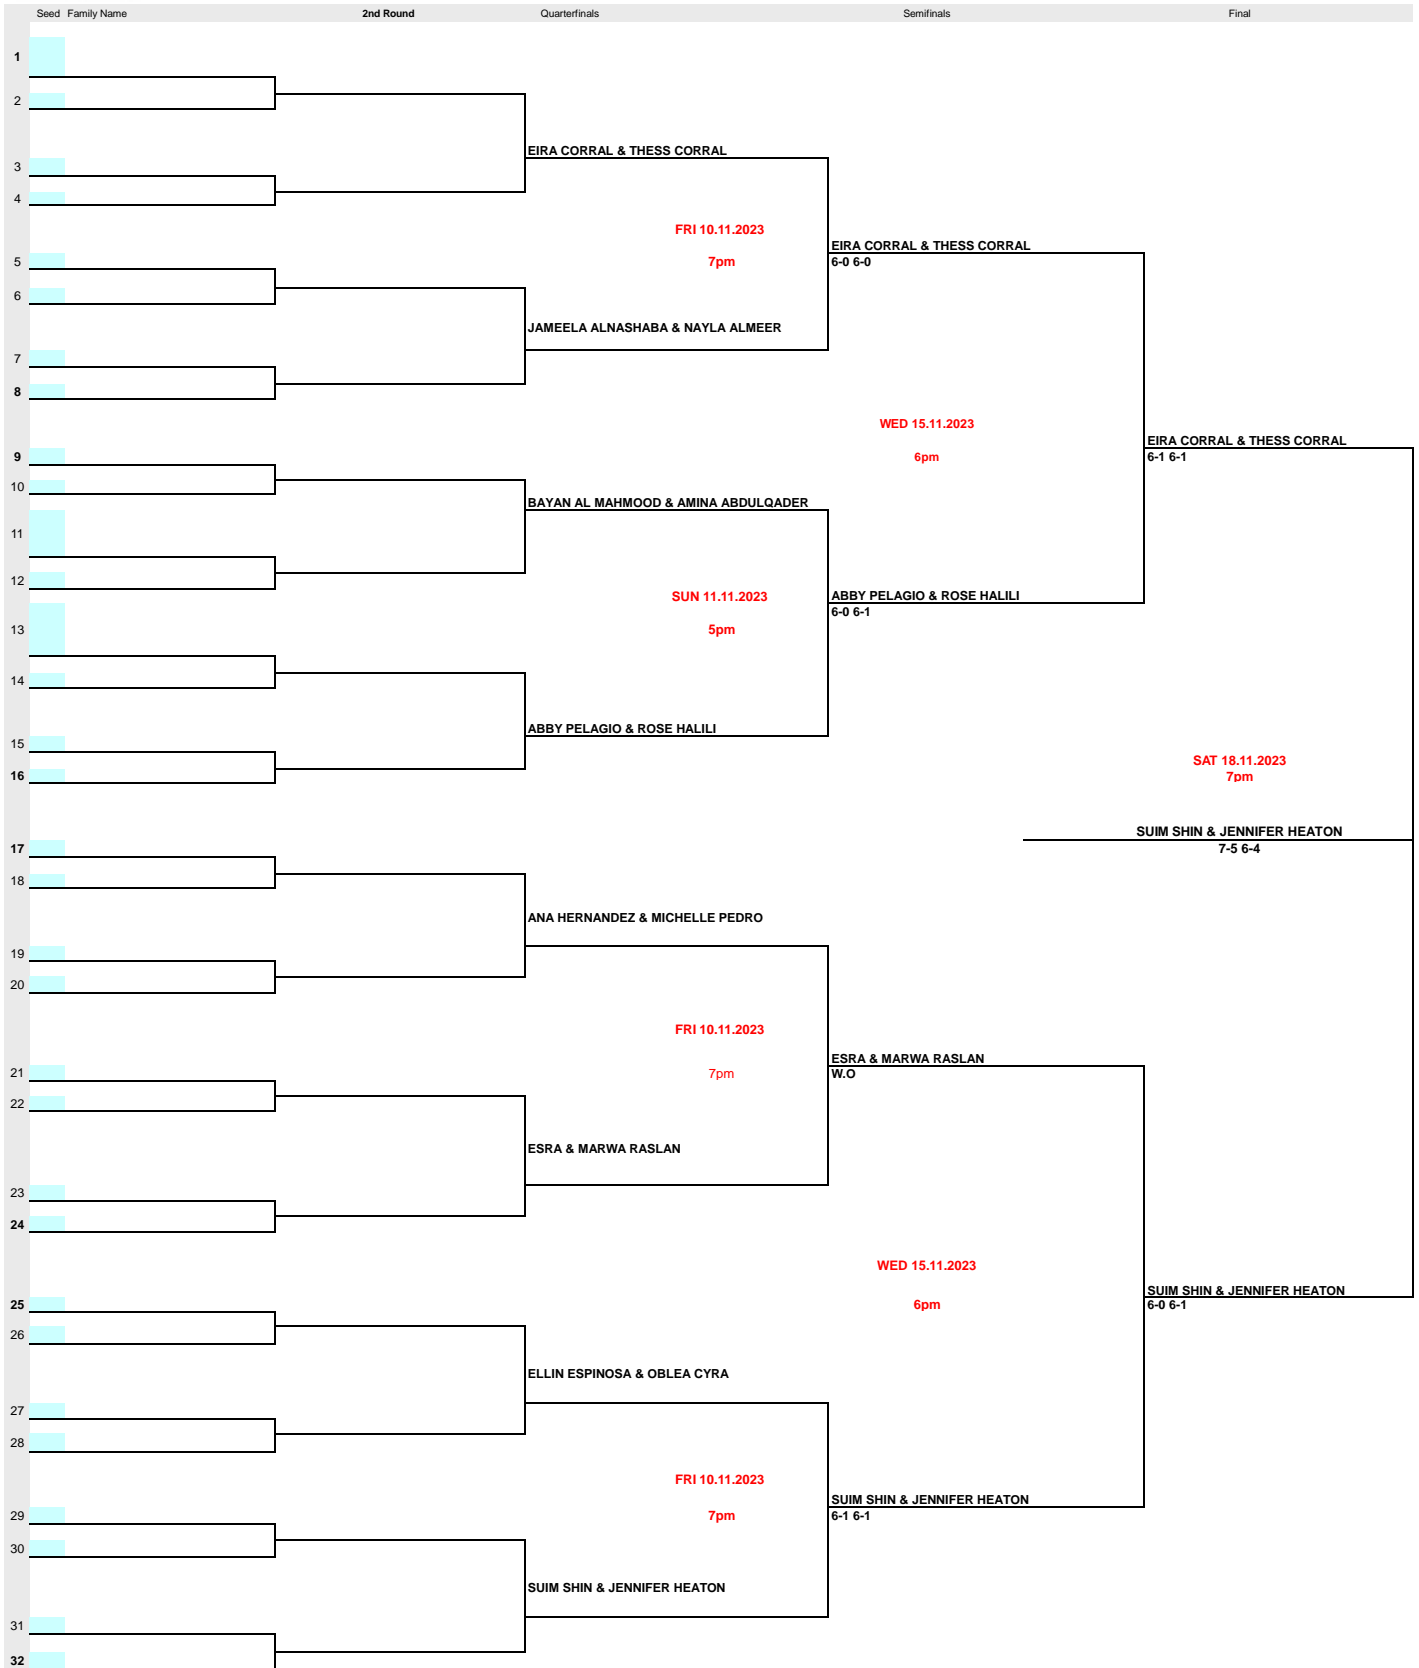 Seed Family Name 2nd Round Quarterfinals Semifinals Final
1
2
EIRA CORRAL & THESS CORRAL
3
4
FRI 10.11.2023
EIRA CORRAL & THESS CORRAL
5 7pm 6-0 6-0
6
JAMEELA ALNASHABA & NAYLA ALMEER
7
8
WED 15.11.2023
EIRA CORRAL & THESS CORRAL
9 6pm 6-1 6-1
10
BAYAN AL MAHMOOD & AMINA ABDULQADER
11
12
SUN 11.11.2023 ABBY PELAGIO & ROSE HALILI
6-0 6-1
13 5pm
14
ABBY PELAGIO & ROSE HALILI
15
SAT 18.11.2023
16 7pm
SUIM SHIN & JENNIFER HEATON
17 7-5 6-4
18
ANA HERNANDEZ & MICHELLE PEDRO
19
20
FRI 10.11.2023
ESRA & MARWA RASLAN
21 7pm W.O
22
ESRA & MARWA RASLAN
23
24
WED 15.11.2023
SUIM SHIN & JENNIFER HEATON
25 6pm 6-0 6-1
26
ELLIN ESPINOSA & OBLEA CYRA
27
28
FRI 10.11.2023
SUIM SHIN & JENNIFER HEATON
29 7pm 6-1 6-1
30
SUIM SHIN & JENNIFER HEATON
31
32